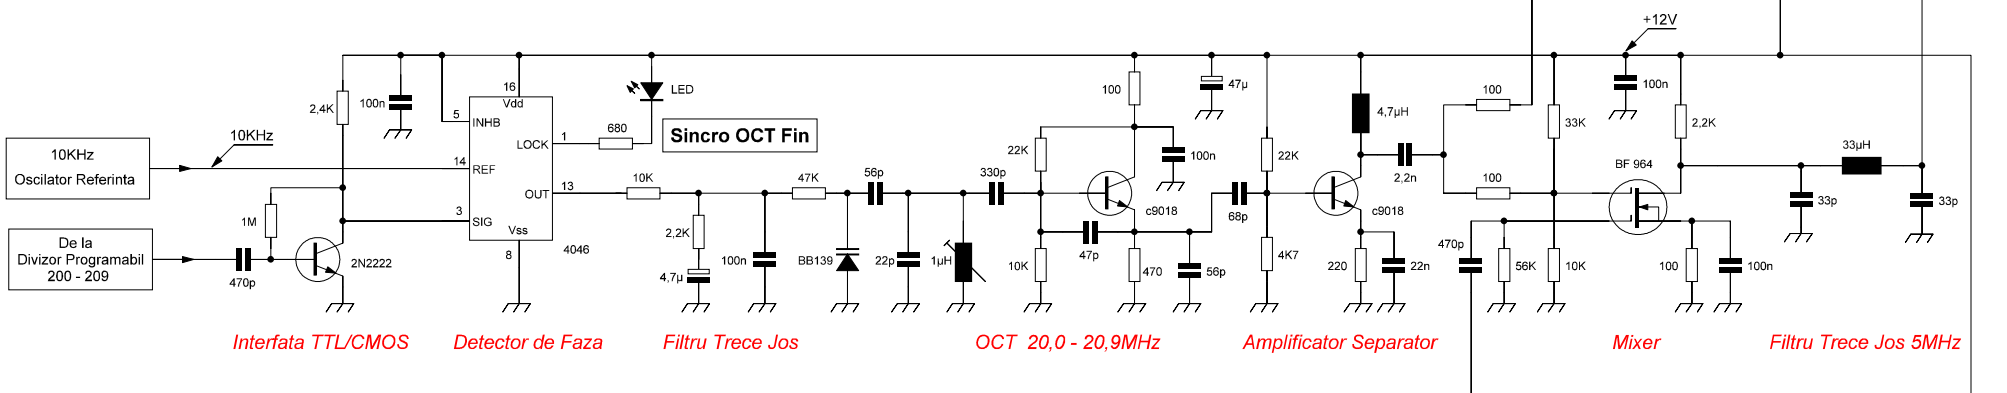 +12V
16
Vdd
5
INHB
LOCK
1
14
REF
OUT
13
3
SIG
Vss
8
4046
2,4K
100n
LED
680
Sincro OCT Fin
10KHz
Oscilator Referinta
10KHz
De la
Divizor Programabil
200 - 209
1M
470p
2N2222
10K
2,2K
4,7µ
100n
47K
BB139
56p
22p
1µH
330p
22K
10K
100
100n
c9018
47p
470
56p
47µ
68p
22K
4K7
4,7µH
c9018
220
22n
2,2n
100
100
33K
10K
470p
56K
100n
2,2K
BF 964
100
100n
33µH
33p
33p
Interfata TTL/CMOS
Detector de Faza
Filtru Trece Jos
OCT 20,0 - 20,9MHz
Amplificator Separator
Mixer
Filtru Trece Jos 5MHz